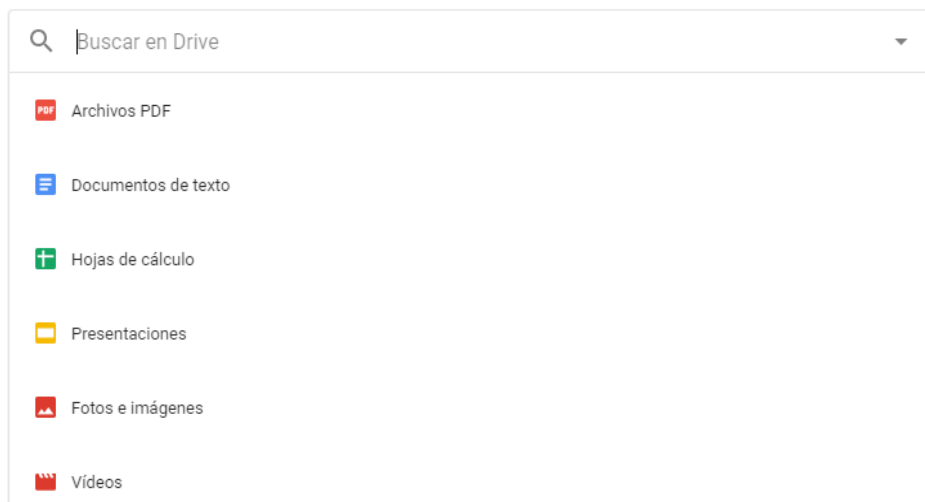 Buscar en Drive
PDF Archivos PDF
Documentos de texto
Hojas de cálculo
Presentaciones
Fotos e imágenes
Vídeos